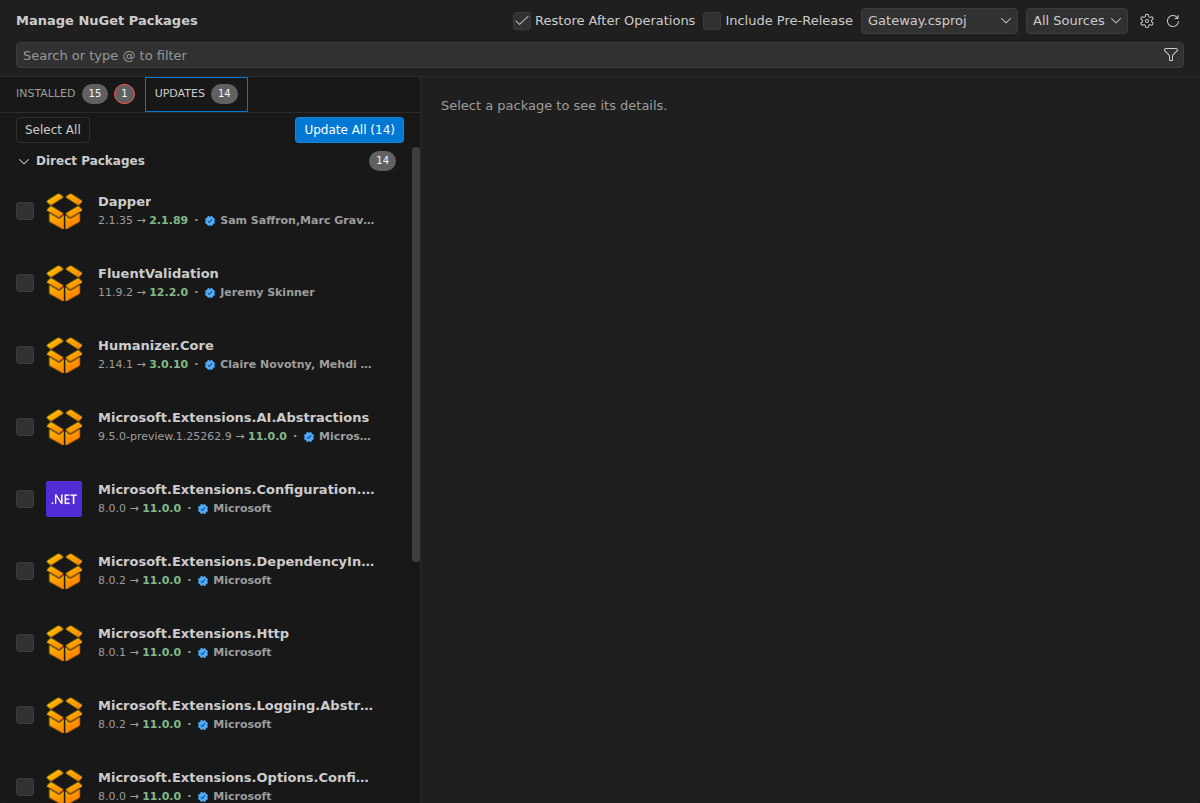 Manage NuGet Packages
Restore After Operations
Include Pre-Release
Gateway.csproj
All Sources
Search or type @ to filter
INSTALLED 15 1 UPDATES 14
Select a package to see its details.
Select All
Update All (14)
Direct Packages 14
Dapper
2.1.35 → 2.1.89 · Sam Saffron,Marc Grav...
FluentValidation
11.9.2 → 12.2.0 · Jeremy Skinner
Humanizer.Core
2.14.1 → 3.0.10 · Claire Novotny, Mehdi ...
Microsoft.Extensions.AI.Abstractions
9.5.0-preview.1.25262.9 → 11.0.0 · Micros...
.NET
Microsoft.Extensions.Configuration....
8.0.0 → 11.0.0 · Microsoft
Microsoft.Extensions.DependencyIn...
8.0.2 → 11.0.0 · Microsoft
Microsoft.Extensions.Http
8.0.1 → 11.0.0 · Microsoft
Microsoft.Extensions.Logging.Abstr...
8.0.2 → 11.0.0 · Microsoft
Microsoft.Extensions.Options.Confi...
8.0.0 → 11.0.0 · Microsoft